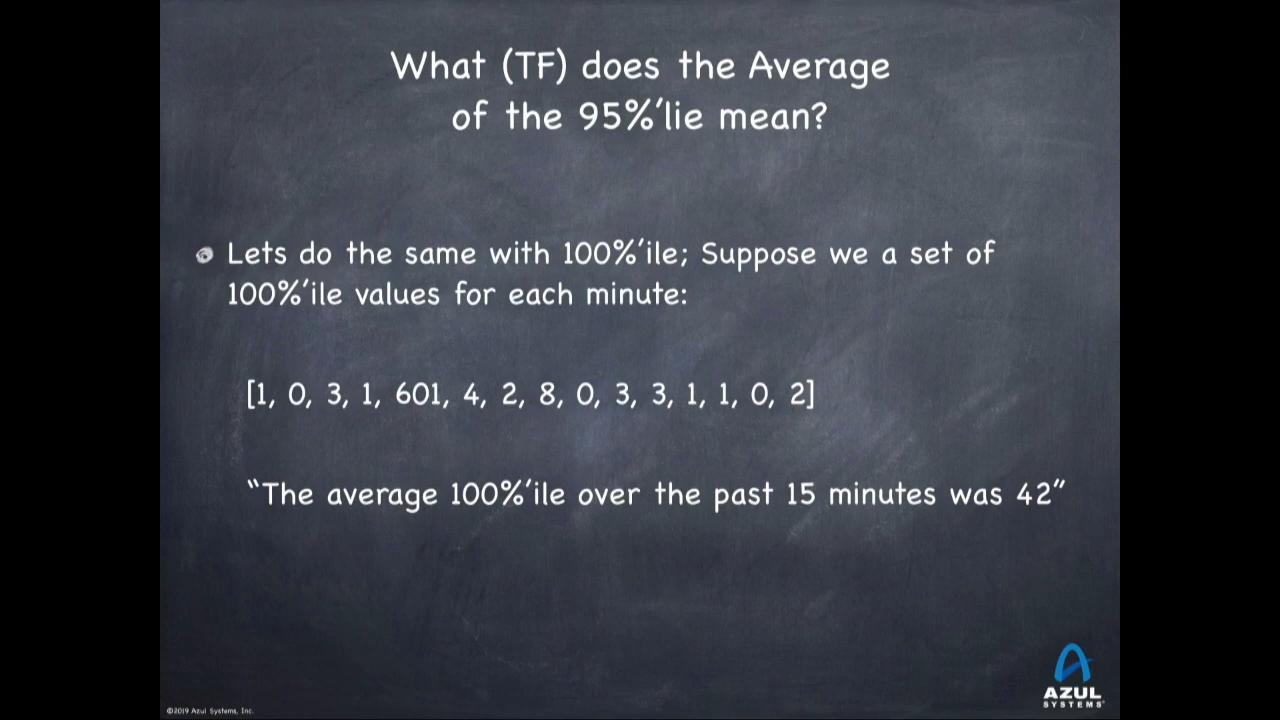 What (TF) does the Average
of the 95%'lie mean?
Lets do the same with 100%'ile; Suppose we a set of
100%'ile values for each minute:
[1, 0, 3, 1, 601, 4, 2, 8, 0, 3, 3, 1, 1, 0, 2]
“The average 100%'ile over the past 15 minutes was 42”
AZUL
SYSTEMS
©2019 Azul Systems, Inc.